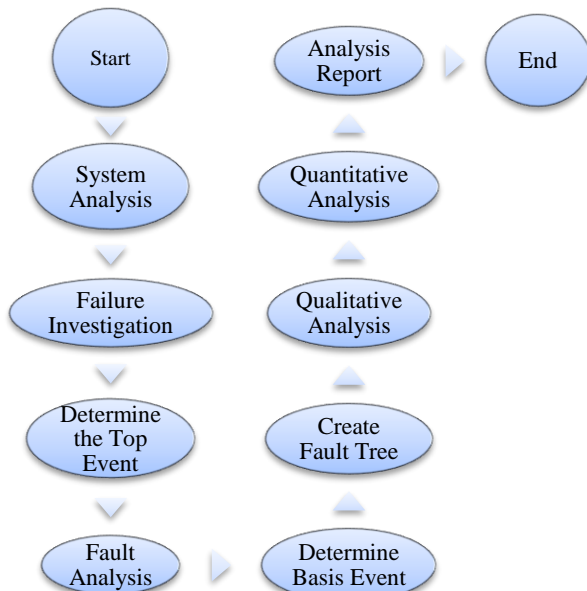 Start
System
Analysis
Failure
Investigation
Determine
the Top
Event
Fault
Analysis
Determine
Basis Event
Create
Fault Tree
Qualitative
Analysis
Quantitative
Analysis
Analysis
Report
End